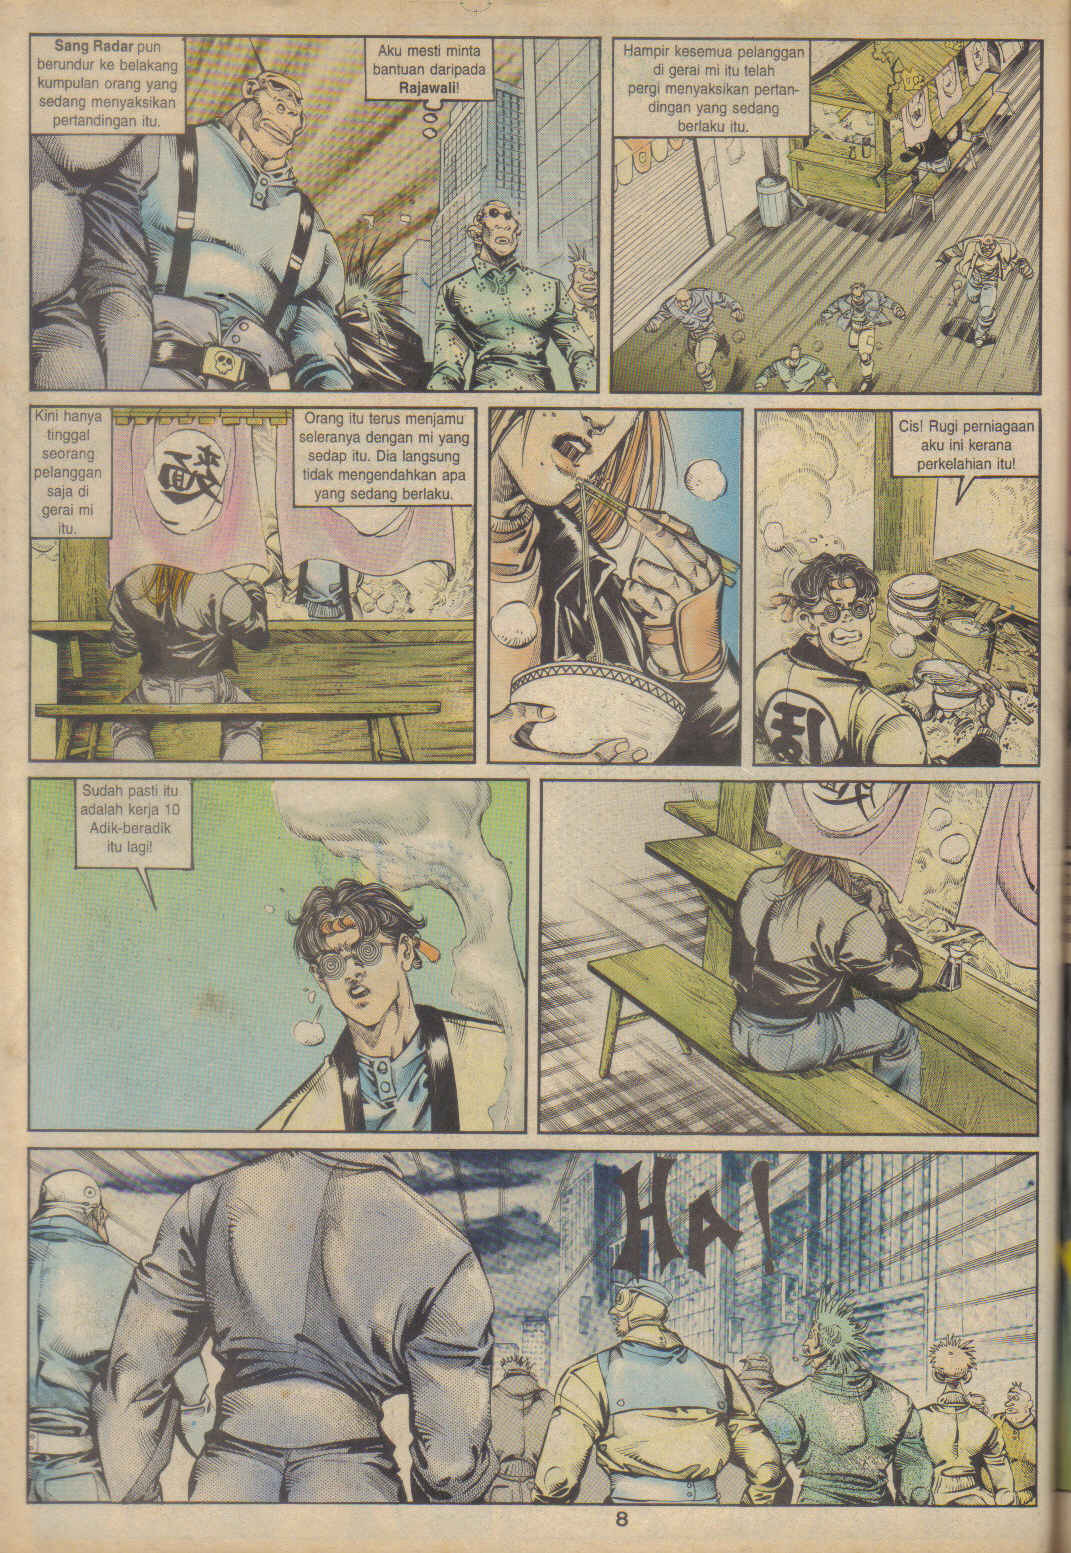 Sang Radar puh
berundur ke belakang
kumpulan orang yang
sedang menyaksikan
pertandingan itu.
Aku mesti minta
bantuan daripada
Rajawali!
Hampir kesemua pelanggan
di gerai mi itu telah
pergi menyaksikan pertan-
dingan yang sedang
berlaku itu.
Kini hanya
tinggal
seorang
pelanggan
saja di
gerai mi
itu.
Orang itu terus menjamu
seleranya dengan mi yang
sedap itu. Dia langsung
tidak mengendahkan apa
yang sedang berlaku.
Cis! Rugi perniagaan
aku ini kerana
perkelahian itu!
Sudah pasti itu
adalah kerja 10
Adik-beradik
itu lagi!
HA!
8